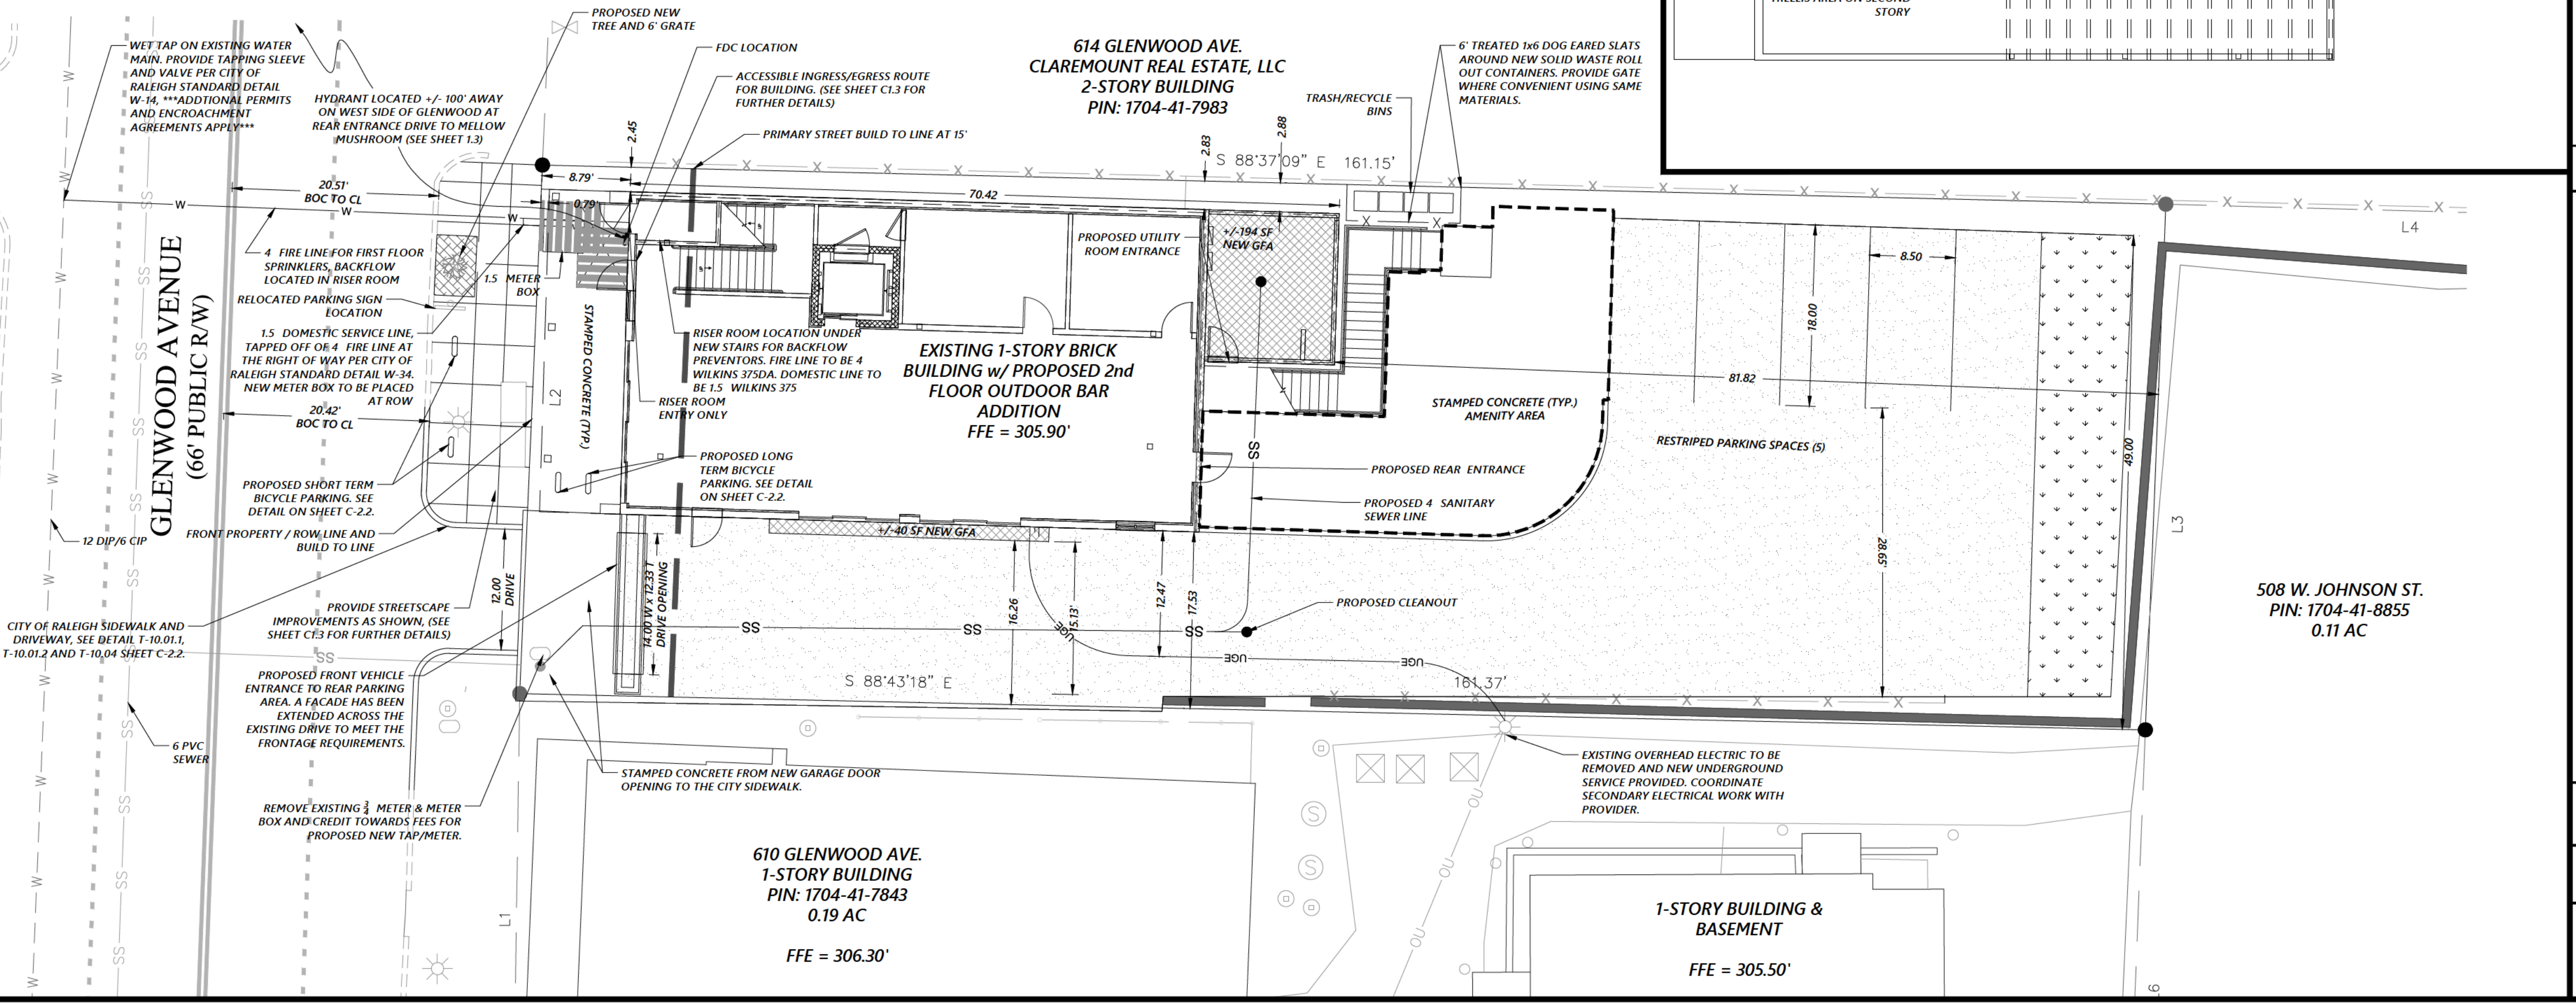 PROPOSED NEW
TREE AND 6' GRATE
STORY
WET TAP ON EXISTING WATER
MAIN. PROVIDE TAPPING SLEEVE
AND VALVE PER CITY OF
RALEIGH STANDARD DETAIL
W-14, ***ADDTIONAL PERMITS
AND ENCROACHMENT
AGREEMENTS APPLY***
HYDRANT LOCATED +/- 100' AWAY
ON WEST SIDE OF GLENWOOD AT
REAR ENTRANCE DRIVE TO MELLOW
MUSHROOM (SEE SHEET 1.3)
FDC LOCATION
ACCESSIBLE INGRESS/EGRESS ROUTE
FOR BUILDING. (SEE SHEET C1.3 FOR
FURTHER DETAILS)
PRIMARY STREET BUILD TO LINE AT 15'
614 GLENWOOD AVE.
CLAREMOUNT REAL ESTATE, LLC
2-STORY BUILDING
PIN: 1704-41-7983
TRASH/RECYCLE
BINS
6' TREATED 1x6 DOG EARED SLATS
AROUND NEW SOLID WASTE ROLL
OUT CONTAINERS. PROVIDE GATE
WHERE CONVENIENT USING SAME
MATERIALS.
2.45
2.83
2.88
S 88°37'09" E 161.15'
8.79'
70.42
0.79'
20.51'
BOC TO CL
L4
GLENWOOD AVENUE
(66' PUBLIC R/W)
4 FIRE LINE FOR FIRST FLOOR
SPRINKLERS, BACKFLOW
LOCATED IN RISER ROOM
RELOCATED PARKING SIGN
LOCATION
1.5 DOMESTIC SERVICE LINE,
TAPPED OFF OF 4 FIRE LINE AT
THE RIGHT OF WAY PER CITY OF
RALEIGH STANDARD DETAIL W-34.
NEW METER BOX TO BE PLACED
AT ROW
20.42'
BOC TO CL
1.5 METER
BOX
STAMPED CONCRETE (TYP.)
L2
PROPOSED UTILITY
ROOM ENTRANCE
+/-194 SF
NEW GFA
RISER ROOM LOCATION UNDER
NEW STAIRS FOR BACKFLOW
PREVENTORS. FIRE LINE TO BE 4
WILKINS 375DA. DOMESTIC LINE TO
BE 1.5 WILKINS 375
RISER ROOM
ENTRY ONLY
EXISTING 1-STORY BRICK
BUILDING w/ PROPOSED 2nd
FLOOR OUTDOOR BAR
ADDITION
FFE = 305.90'
8.50
18.00
81.82
STAMPED CONCRETE (TYP.)
AMENITY AREA
RESTRIPED PARKING SPACES (5)
49.00
28.65'
L3
PROPOSED LONG
TERM BICYCLE
PARKING. SEE DETAIL
ON SHEET C-2.2.
PROPOSED REAR ENTRANCE
PROPOSED 4 SANITARY
SEWER LINE
PROPOSED SHORT TERM
BICYCLE PARKING. SEE
DETAIL ON SHEET C-2.2.
FRONT PROPERTY / ROW LINE AND
BUILD TO LINE
12 DIP/6 CIP
+/-40 SF NEW GFA
12.00
DRIVE
14.00 W x 12.33 T
DRIVE OPENING
16.26
15.13'
12.47
17.53
PROVIDE STREETSCAPE
IMPROVEMENTS AS SHOWN, (SEE
SHEET C1.3 FOR FURTHER DETAILS)
CITY OF RALEIGH SIDEWALK AND
DRIVEWAY, SEE DETAIL T-10.01.1,
T-10.01.2 AND T-10.04 SHEET C-2.2.
PROPOSED CLEANOUT
508 W. JOHNSON ST.
PIN: 1704-41-8855
0.11 AC
SS SS SS SS SS
UGE UGE UGE
PROPOSED FRONT VEHICLE
ENTRANCE TO REAR PARKING
AREA. A FACADE HAS BEEN
EXTENDED ACROSS THE
EXISTING DRIVE TO MEET THE
FRONTAGE REQUIREMENTS.
S 88°43'18" E
161.37'
6 PVC
SEWER
REMOVE EXISTING 3/4 METER & METER
BOX AND CREDIT TOWARDS FEES FOR
PROPOSED NEW TAP/METER.
STAMPED CONCRETE FROM NEW GARAGE DOOR
OPENING TO THE CITY SIDEWALK.
EXISTING OVERHEAD ELECTRIC TO BE
REMOVED AND NEW UNDERGROUND
SERVICE PROVIDED. COORDINATE
SECONDARY ELECTRICAL WORK WITH
PROVIDER.
610 GLENWOOD AVE.
1-STORY BUILDING
PIN: 1704-41-7843
0.19 AC
FFE = 306.30'
L1
OU OU OU
S
S
1-STORY BUILDING &
BASEMENT
FFE = 305.50'
L6